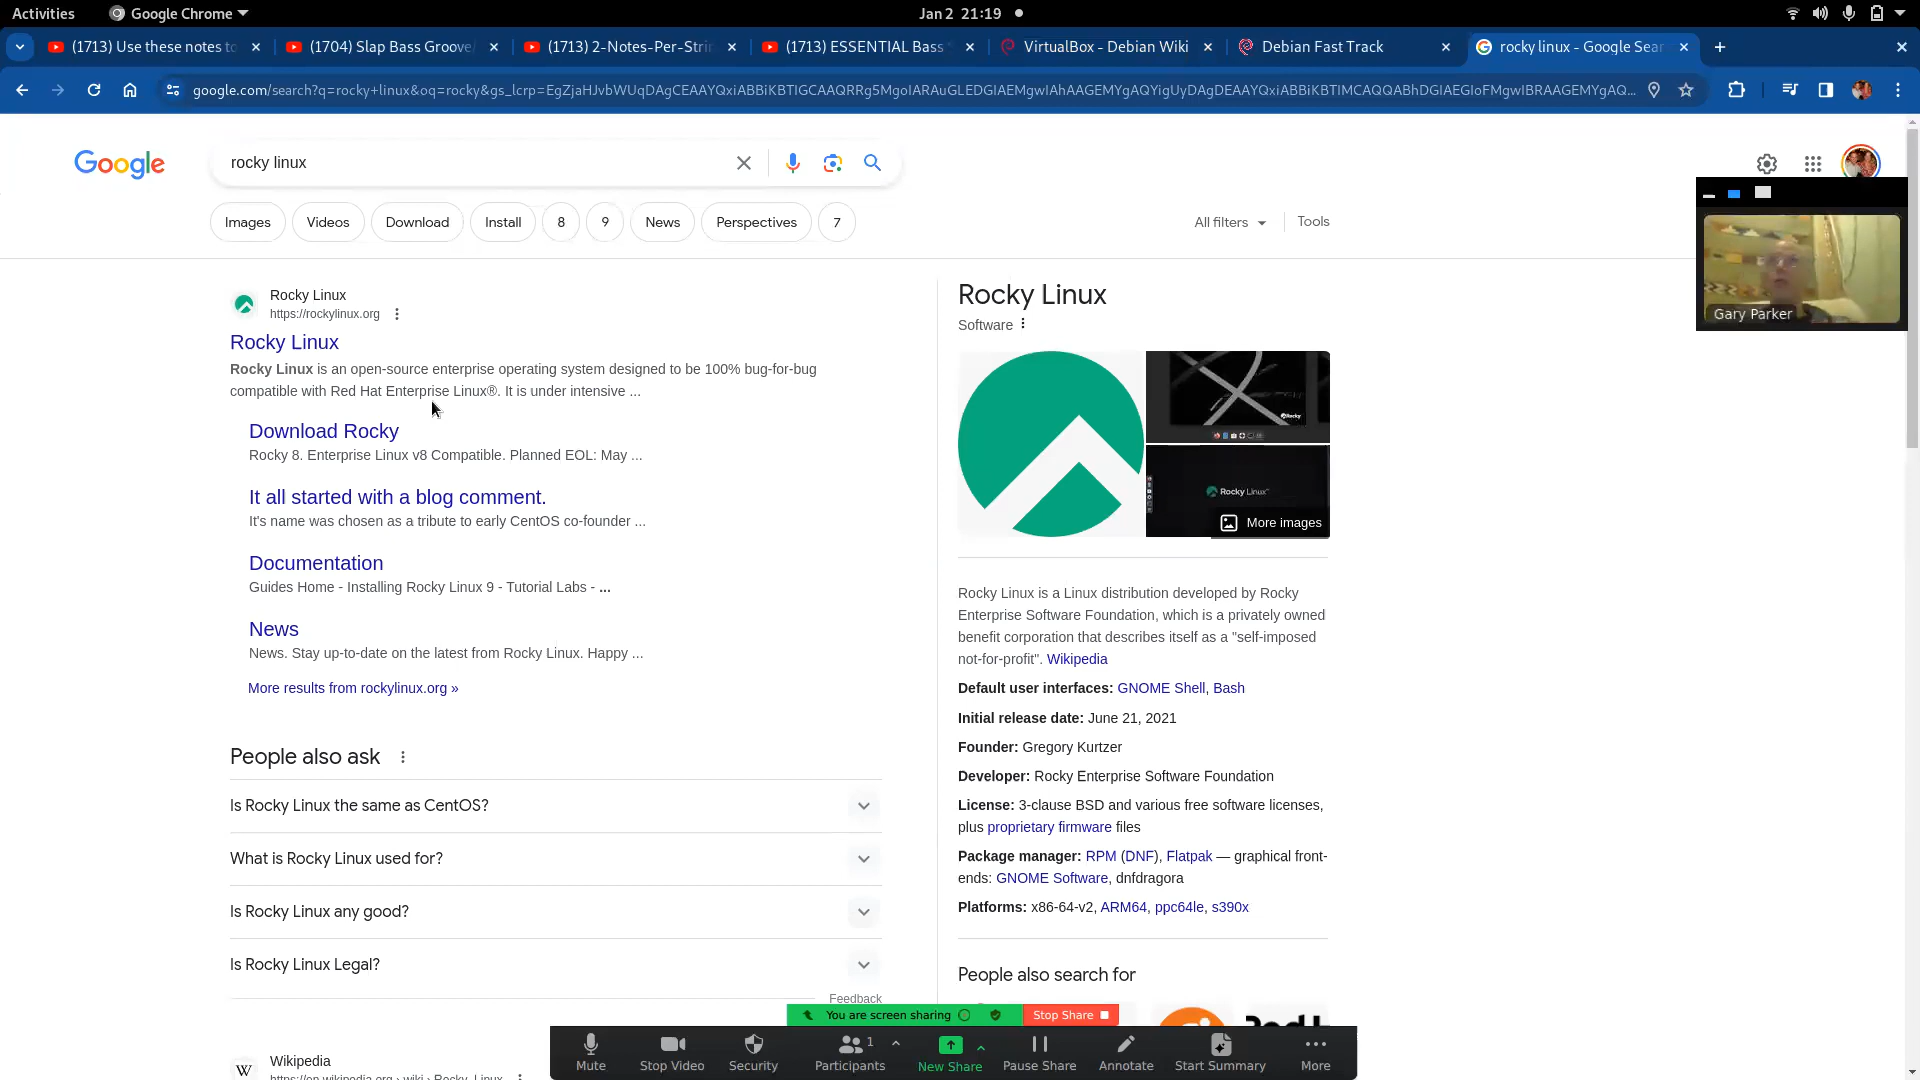 Activities
Google Chrome
Jan 2 21:19
(1713) Use these notes to
(1704) Slap Bass Groove
(1713) 2-Notes-Per-Strin
(1713) ESSENTIAL Bass
VirtualBox - Debian Wiki
Debian Fast Track
rocky linux - Google Sear
google.com/search?q=rocky+linux&oq=rocky&gs_lcrp=EgZjaHJvbWUqDAgCEAAYQxiABBiKBTIGCAAQRRg5MgoIARAuGLEDGIAEMgwIAhAAGEMYgAQYigUyDAgDEAAYQxiABBiKBTIMCAQQABhDGIAEGIoFMgwIBRAAGEMYgAQ...
Google
rocky linux
Images
Videos
Download
Install
8
9
News
Perspectives
7
All filters
Tools
Gary Parker
Rocky Linux
https://rockylinux.org
Rocky Linux
Rocky Linux is an open-source enterprise operating system designed to be 100% bug-for-bug
compatible with Red Hat Enterprise Linux®. It is under intensive ...
Download Rocky
Rocky 8. Enterprise Linux v8 Compatible. Planned EOL: May ...
It all started with a blog comment.
It's name was chosen as a tribute to early CentOS co-founder ...
Documentation
Guides Home - Installing Rocky Linux 9 - Tutorial Labs - ...
News
News. Stay up-to-date on the latest from Rocky Linux. Happy ...
More results from rockylinux.org »
People also ask
Is Rocky Linux the same as CentOS?
What is Rocky Linux used for?
Is Rocky Linux any good?
Is Rocky Linux Legal?
Feedback
W
Wikipedia
https://en.wikipedia.org › wiki › Rocky_Linux
Rocky Linux
Software
Rocky
Rocky Linux
More images
Rocky Linux is a Linux distribution developed by Rocky
Enterprise Software Foundation, which is a privately owned
benefit corporation that describes itself as a "self-imposed
not-for-profit". Wikipedia
Default user interfaces: GNOME Shell, Bash
Initial release date: June 21, 2021
Founder: Gregory Kurtzer
Developer: Rocky Enterprise Software Foundation
License: 3-clause BSD and various free software licenses,
plus proprietary firmware files
Package manager: RPM (DNF), Flatpak — graphical front-
ends: GNOME Software, dnfdragora
Platforms: x86-64-v2, ARM64, ppc64le, s390x
People also search for
You are screen sharing
Stop Share
Mute
Stop Video
Security
1
Participants
New Share
Pause Share
Annotate
Start Summary
More